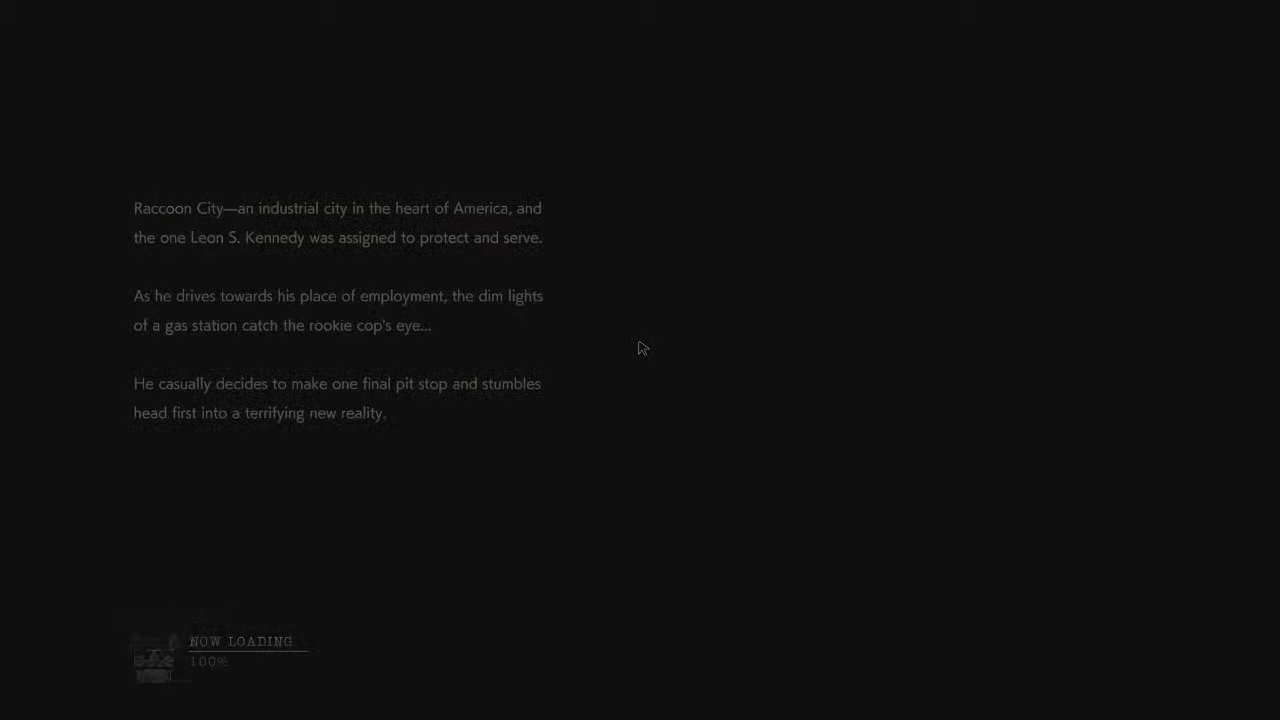 Raccoon City—an industrial city in the heart of America, and
the one Leon S. Kennedy was assigned to protect and serve.
As he drives towards his place of employment, the dim lights
of a gas station catch the rookie cop's eye...
He casually decides to make one final pit stop and stumbles
head first into a terrifying new reality.
NOW LOADING
100%